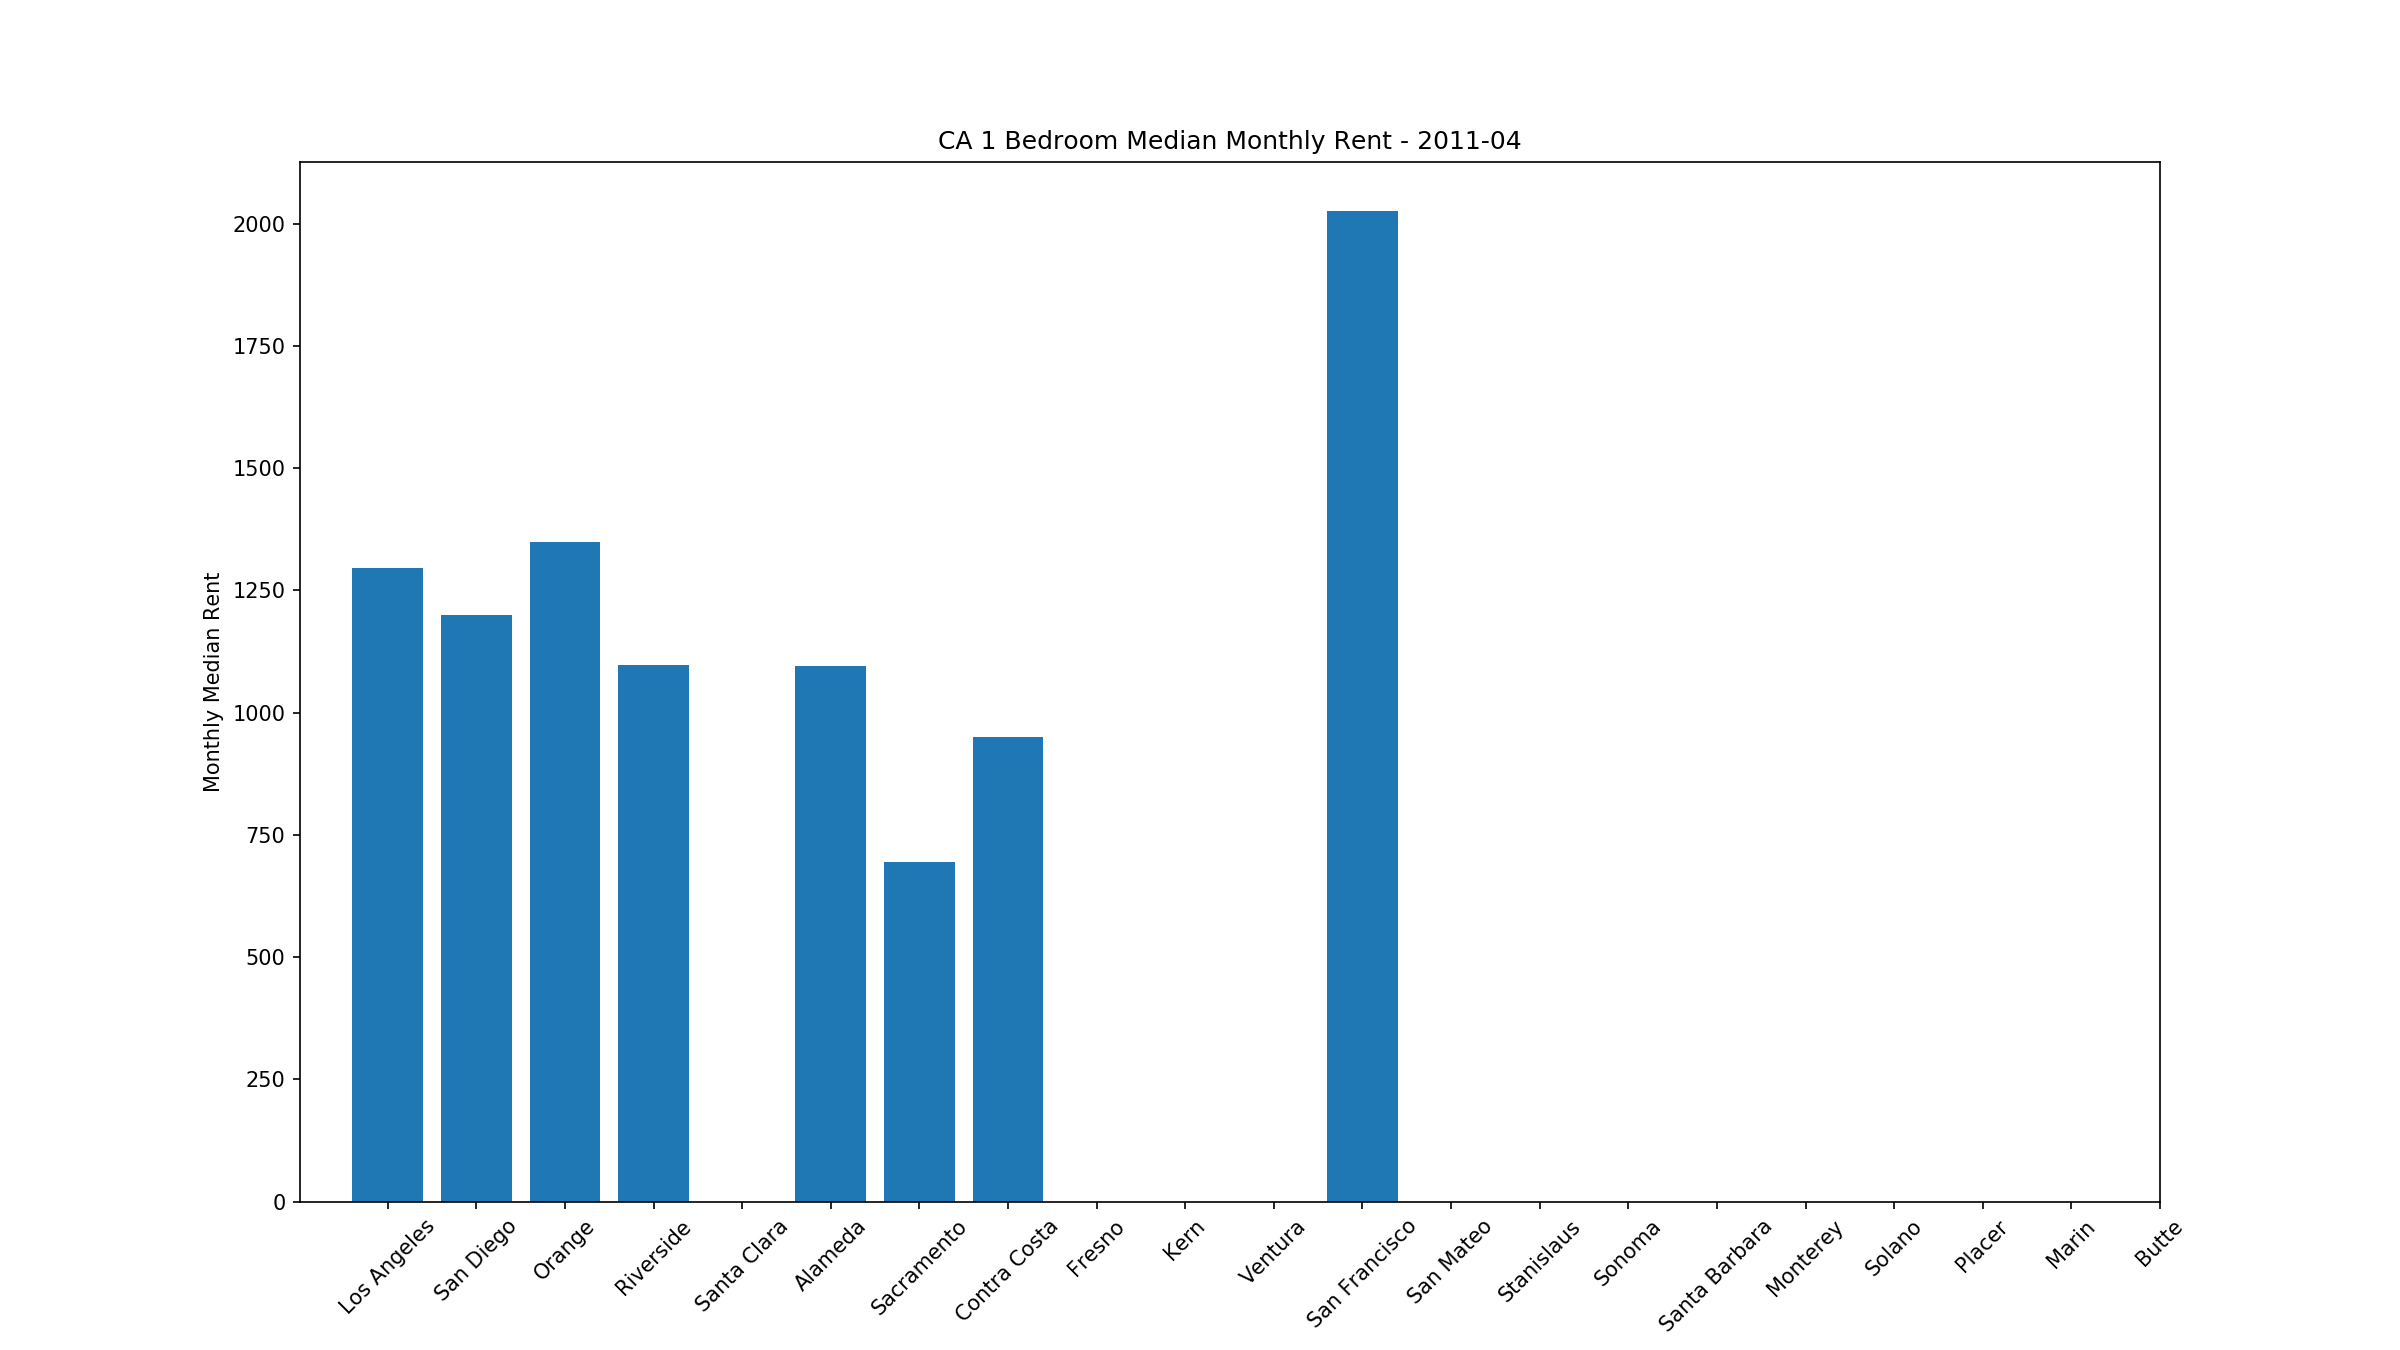 CA 1 Bedroom Median Monthly Rent - 2011-04
Monthly Median Rent
2000
1750
1500
1250
1000
750
500
250
0
Los Angeles
San Diego
Orange
Riverside
Santa Clara
Alameda
Sacramento
Contra Costa
Fresno
Kern
Ventura
San Francisco
San Mateo
Stanislaus
Sonoma
Santa Barbara
Monterey
Solano
Placer
Marin
Butte